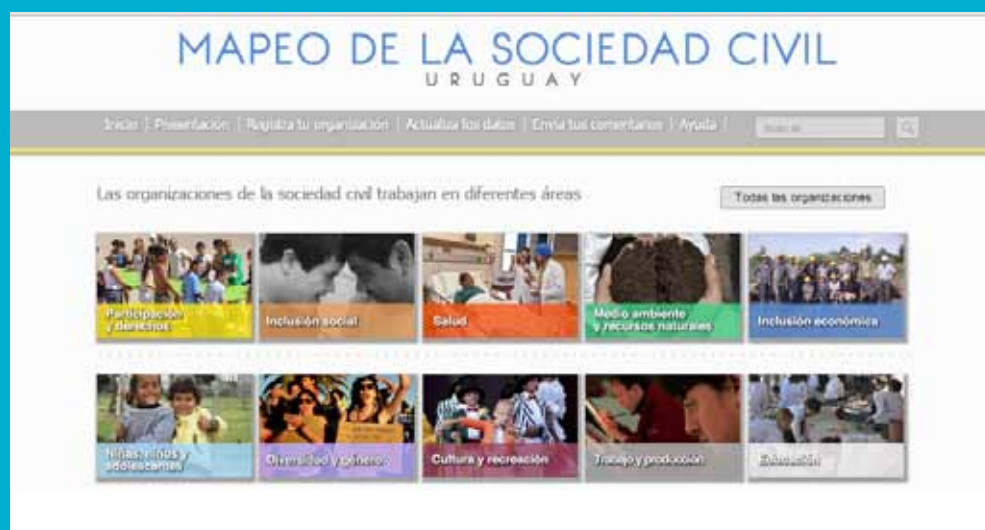 MAPEO DE LA SOCIEDAD CIVIL
URUGUAY
Inicio | Presentación | Registra tu organización | Actualiza los datos | Envía tus comentarios | Ayuda |
Las organizaciones de la sociedad civil trabajan en diferentes áreas
Todas las organizaciones
Participación
y derechos
Inclusión social
Salud
Medio ambiente
y recursos naturales
Inclusión económica
Niñas, niños y
adolescentes
Diversidad y género
Cultura y recreación
Trabajo y producción
Educación